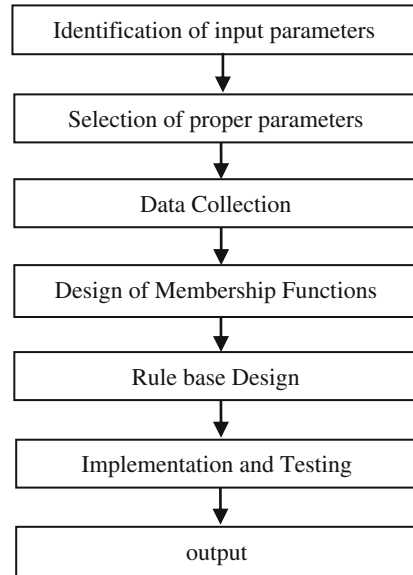 Identification of input parameters
Selection of proper parameters
Data Collection
Design of Membership Functions
Rule base Design
Implementation and Testing
output